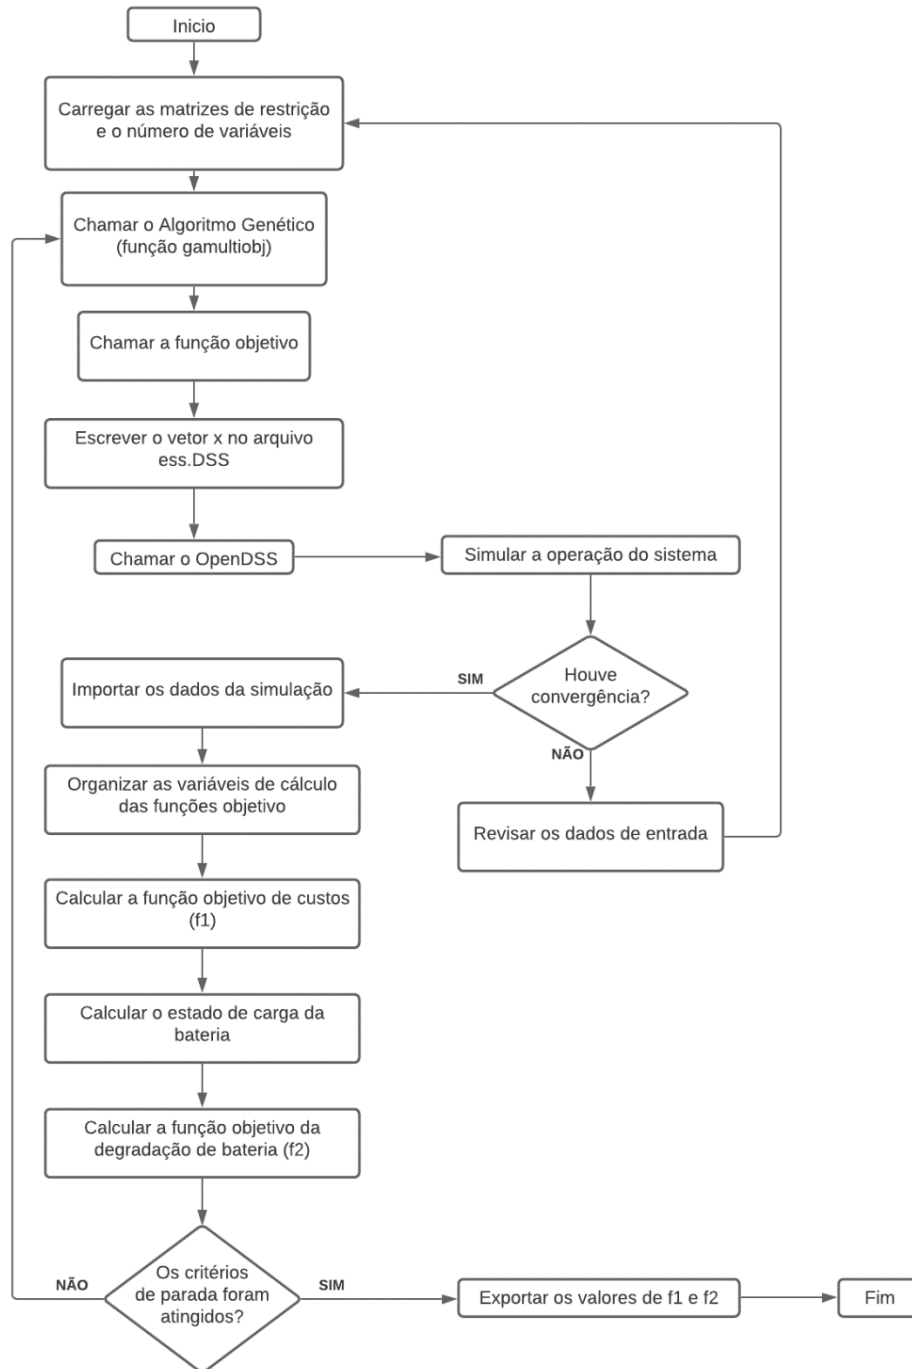 Inicio
Carregar as matrizes de restrição
e o número de variáveis
Chamar o Algoritmo Genético
(função gamultiobj)
Chamar a função objetivo
Escrever o vetor x no arquivo
ess.DSS
Chamar o OpenDSS
Simular a operação do sistema
Houve
convergência?
SIM
NÃO
Importar os dados da simulação
Revisar os dados de entrada
Organizar as variáveis de cálculo
das funções objetivo
Calcular a função objetivo de custos
(f1)
Calcular o estado de carga da
bateria
Calcular a função objetivo da
degradação de bateria (f2)
Os critérios
de parada foram
atingidos?
NÃO
SIM
Exportar os valores de f1 e f2
Fim